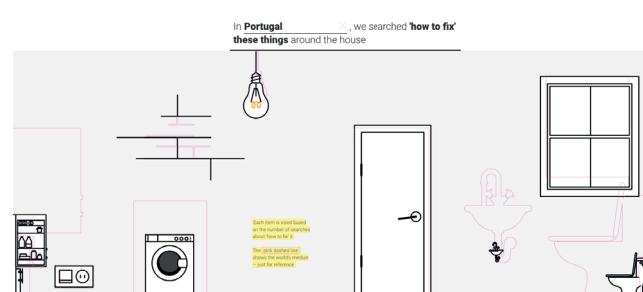 In Portugal ✕, we searched 'how to fix'
these things around the house
Each item is sized based
on the number of searches
about 'how to fix' it
The pink dashed line
shows the world's median
– just for reference